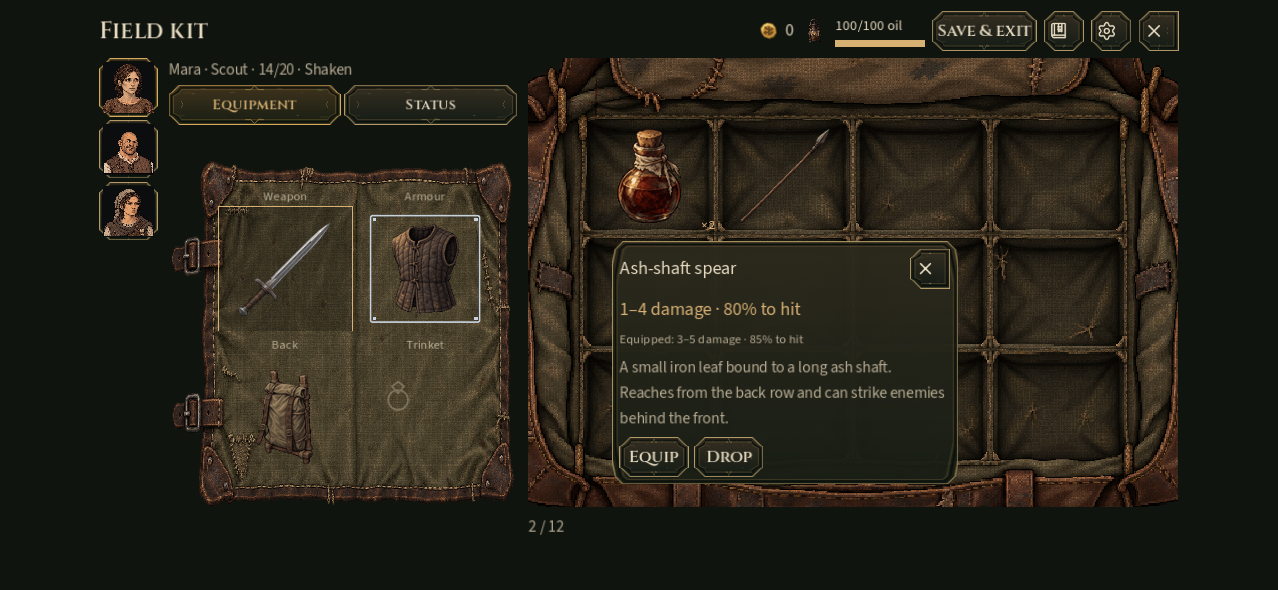 Field kit
0
100/100 oil
Save & Exit
Mara · Scout · 14/20 · Shaken
Equipment
Status
Weapon
Armour
Back
Trinket
×2
Ash-shaft spear
1–4 damage · 80% to hit
Equipped: 3–5 damage · 85% to hit
A small iron leaf bound to a long ash shaft.
Reaches from the back row and can strike enemies
behind the front.
Equip
Drop
2 / 12